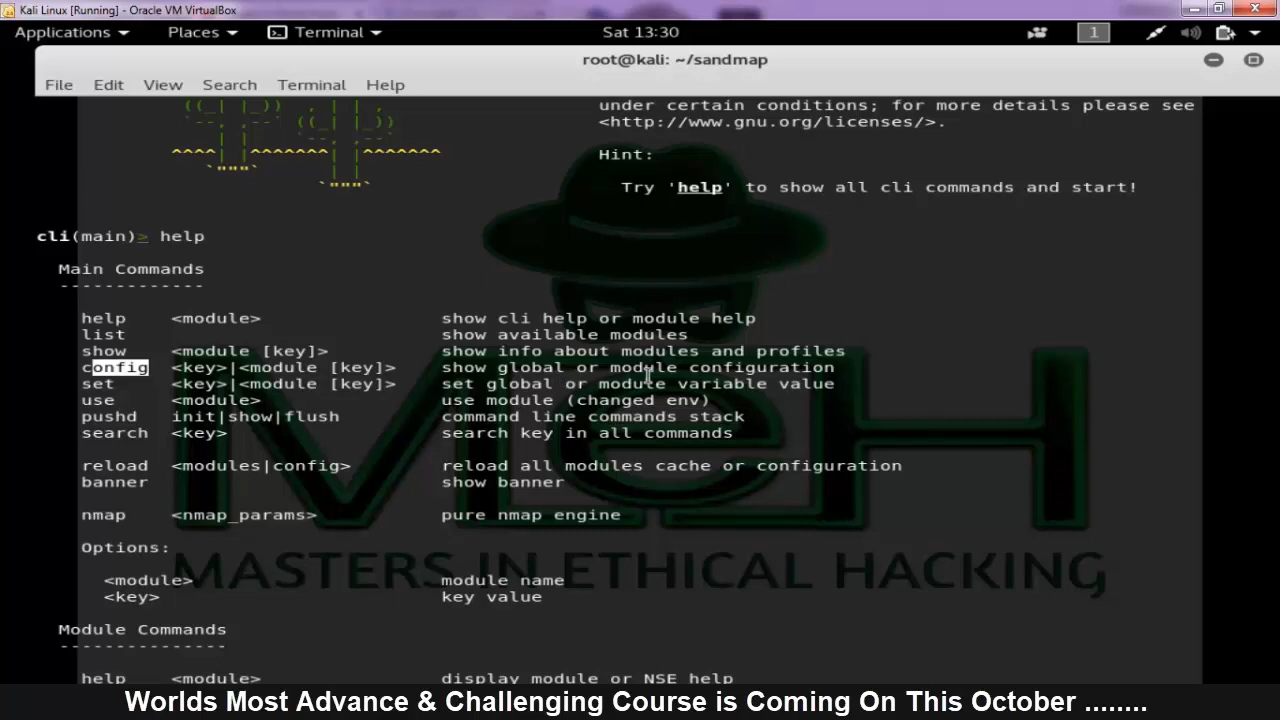 Kali Linux [Running] - Oracle VM VirtualBox
Applications Places Terminal Sat 13:30 1
root@kali: ~/sandmap
File Edit View Search Terminal Help
under certain conditions; for more details please see
<http://www.gnu.org/licenses/>.
Hint:
Try 'help' to show all cli commands and start!
cli(main)> help
Main Commands
-------------
help <module> show cli help or module help
list show available modules
show <module [key]> show info about modules and profiles
config <key>|<module [key]> show global or module configuration
set <key>|<module [key]> set global or module variable value
use <module> use module (changed env)
pushd init|show|flush command line commands stack
search <key> search key in all commands
reload <modules|config> reload all modules cache or configuration
banner show banner
nmap <nmap_params> pure nmap engine
Options:
<module> module name
<key> key value
Module Commands
---------------
help <module> display module or NSE help
MeH
MASTERS IN ETHICAL HACKING
Worlds Most Advance & Challenging Course is Coming On This October ........